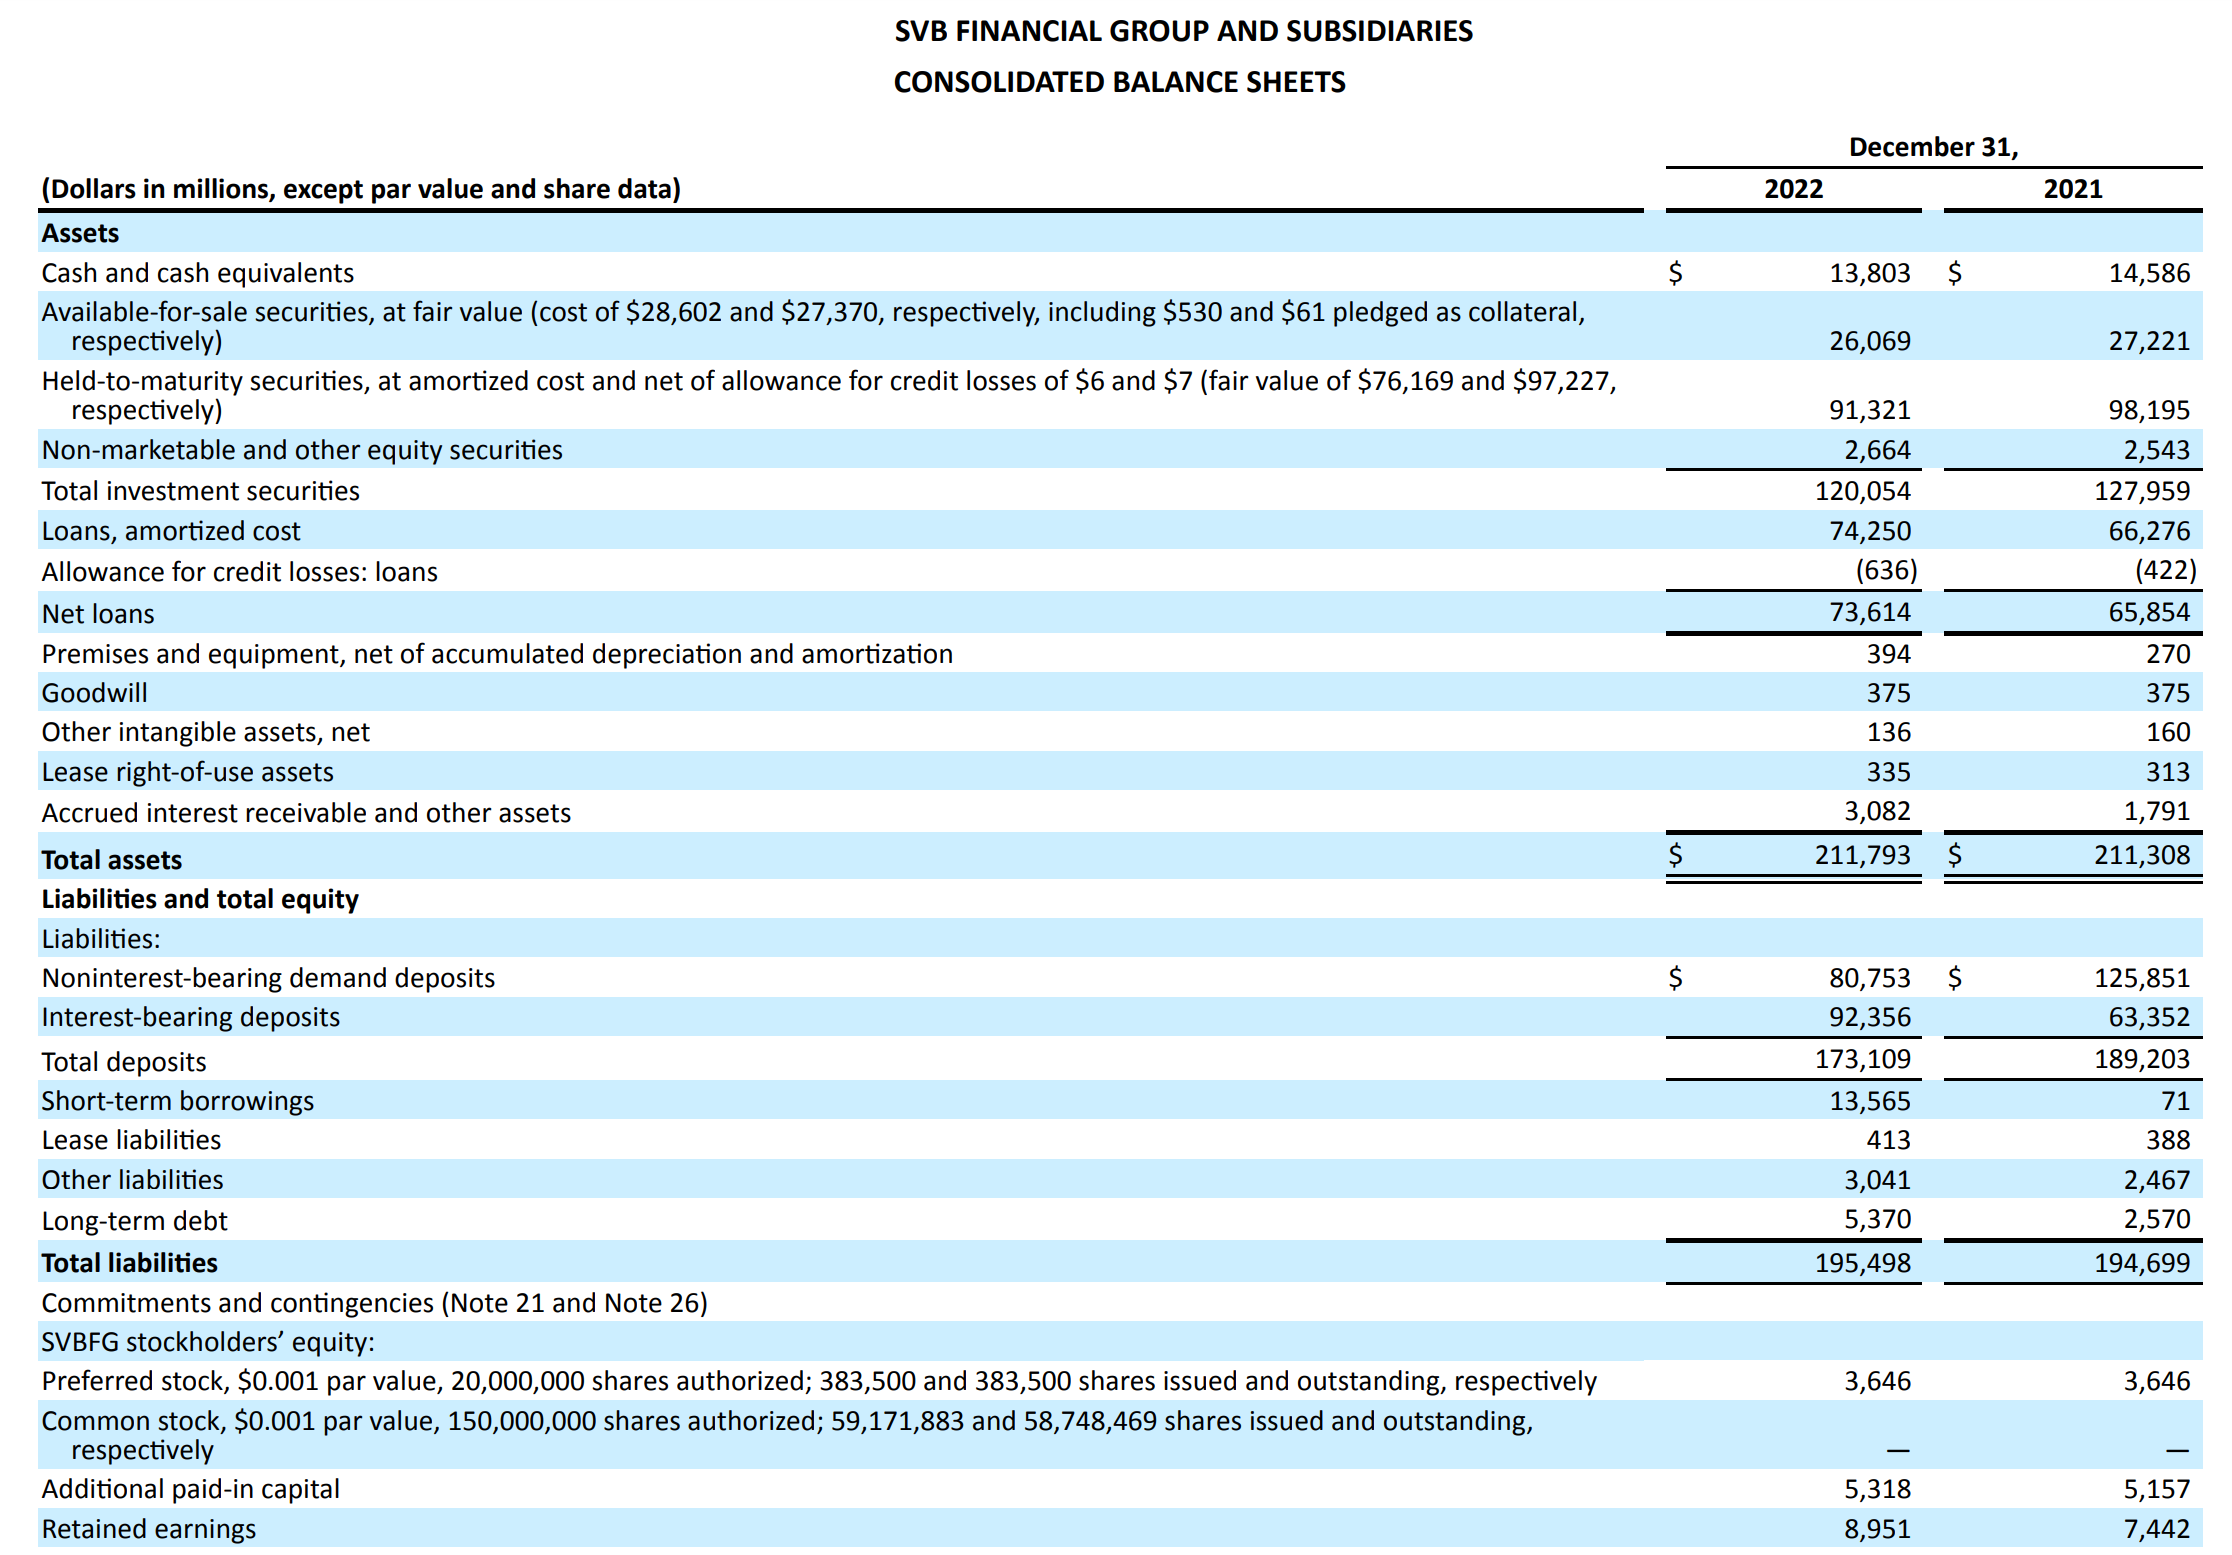 SVB FINANCIAL GROUP AND SUBSIDIARIES
CONSOLIDATED BALANCE SHEETS
December 31,
(Dollars in millions, except par value and share data) 2022 2021
Assets
Cash and cash equivalents $ 13,803 $ 14,586
Available-for-sale securities, at fair value (cost of $28,602 and $27,370, respectively, including $530 and $61 pledged as collateral,
respectively) 26,069 27,221
Held-to-maturity securities, at amortized cost and net of allowance for credit losses of $6 and $7 (fair value of $76,169 and $97,227,
respectively) 91,321 98,195
Non-marketable and other equity securities 2,664 2,543
Total investment securities 120,054 127,959
Loans, amortized cost 74,250 66,276
Allowance for credit losses: loans (636) (422)
Net loans 73,614 65,854
Premises and equipment, net of accumulated depreciation and amortization 394 270
Goodwill 375 375
Other intangible assets, net 136 160
Lease right-of-use assets 335 313
Accrued interest receivable and other assets 3,082 1,791
Total assets $ 211,793 $ 211,308
Liabilities and total equity
Liabilities:
Noninterest-bearing demand deposits $ 80,753 $ 125,851
Interest-bearing deposits 92,356 63,352
Total deposits 173,109 189,203
Short-term borrowings 13,565 71
Lease liabilities 413 388
Other liabilities 3,041 2,467
Long-term debt 5,370 2,570
Total liabilities 195,498 194,699
Commitments and contingencies (Note 21 and Note 26)
SVBFG stockholders’ equity:
Preferred stock, $0.001 par value, 20,000,000 shares authorized; 383,500 and 383,500 shares issued and outstanding, respectively 3,646 3,646
Common stock, $0.001 par value, 150,000,000 shares authorized; 59,171,883 and 58,748,469 shares issued and outstanding,
respectively — —
Additional paid-in capital 5,318 5,157
Retained earnings 8,951 7,442